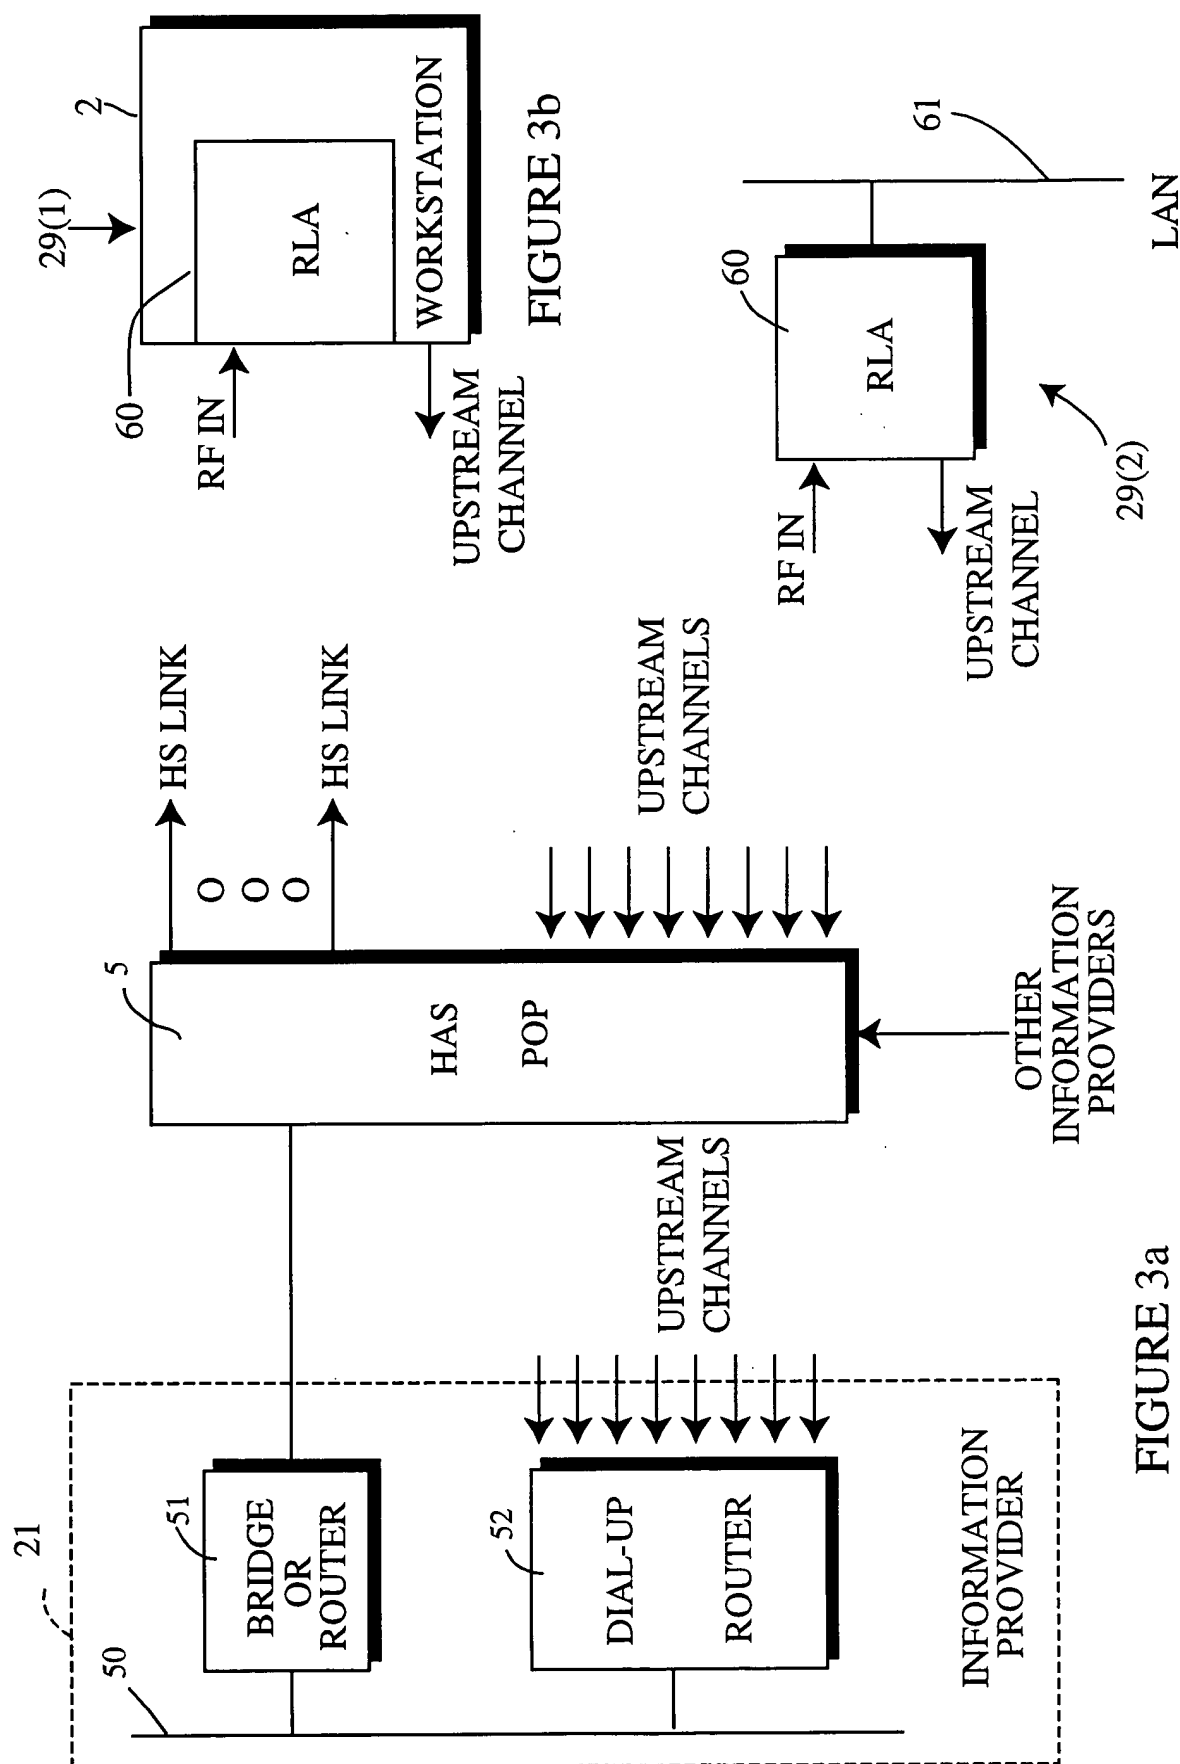 21
50
51
BRIDGE
OR
ROUTER
52
DIAL-UP
ROUTER
INFORMATION
PROVIDER
UPSTREAM
CHANNELS
5
HAS
POP
HS LINK
O
O
O
HS LINK
UPSTREAM
CHANNELS
OTHER
INFORMATION
PROVIDERS
FIGURE 3a
29(1)
2
60
RLA
WORKSTATION
RF IN
UPSTREAM
CHANNEL
FIGURE 3b
60
RLA
RF IN
UPSTREAM
CHANNEL
29(2)
61
LAN